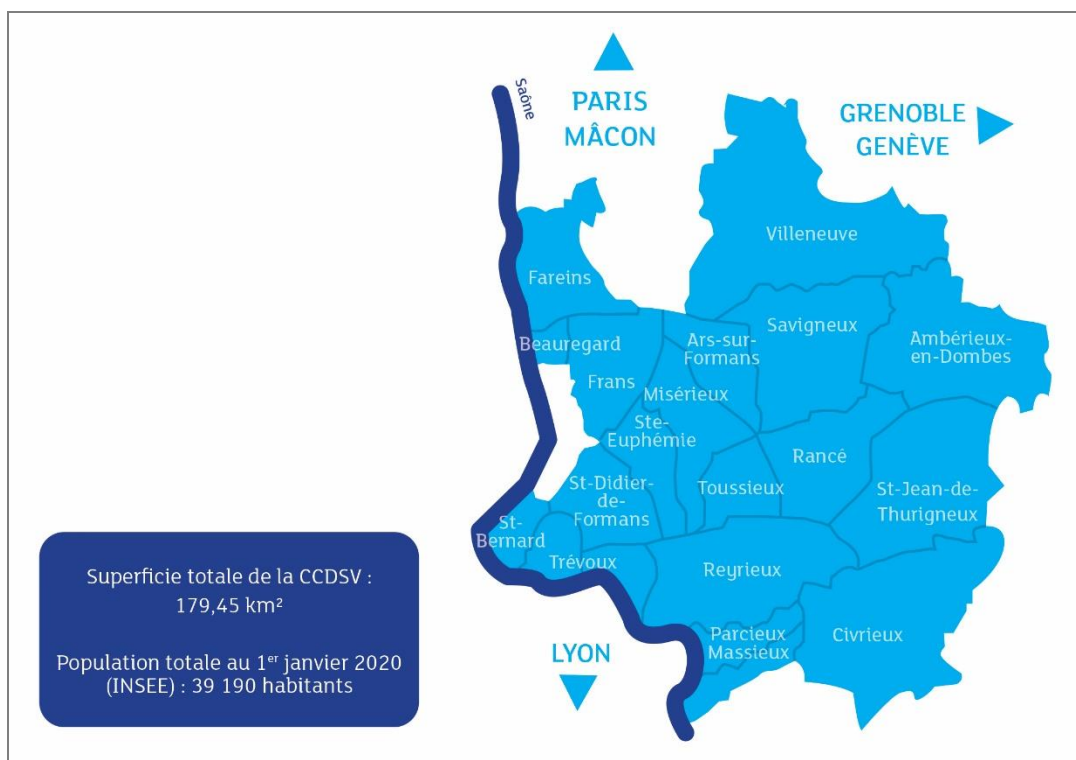 Saône
PARIS
MÂCON
GRENOBLE
GENÈVE
Villeneuve
Fareins
Savigneux
Ambérieux-
en-Dombes
Beauregard
Ars-sur-
Formans
Frans
Misérieux
Ste-
Euphémie
Rancé
St-Didier-
de-
Formans
Toussieux
St-Jean-de-
Thurigneux
St-
Bernard
Trévoux
Reyrieux
Parcieux
Massieux
Civrieux
LYON
Superficie totale de la CCDSV :
179,45 km²
Population totale au 1er janvier 2020
(INSEE) : 39 190 habitants